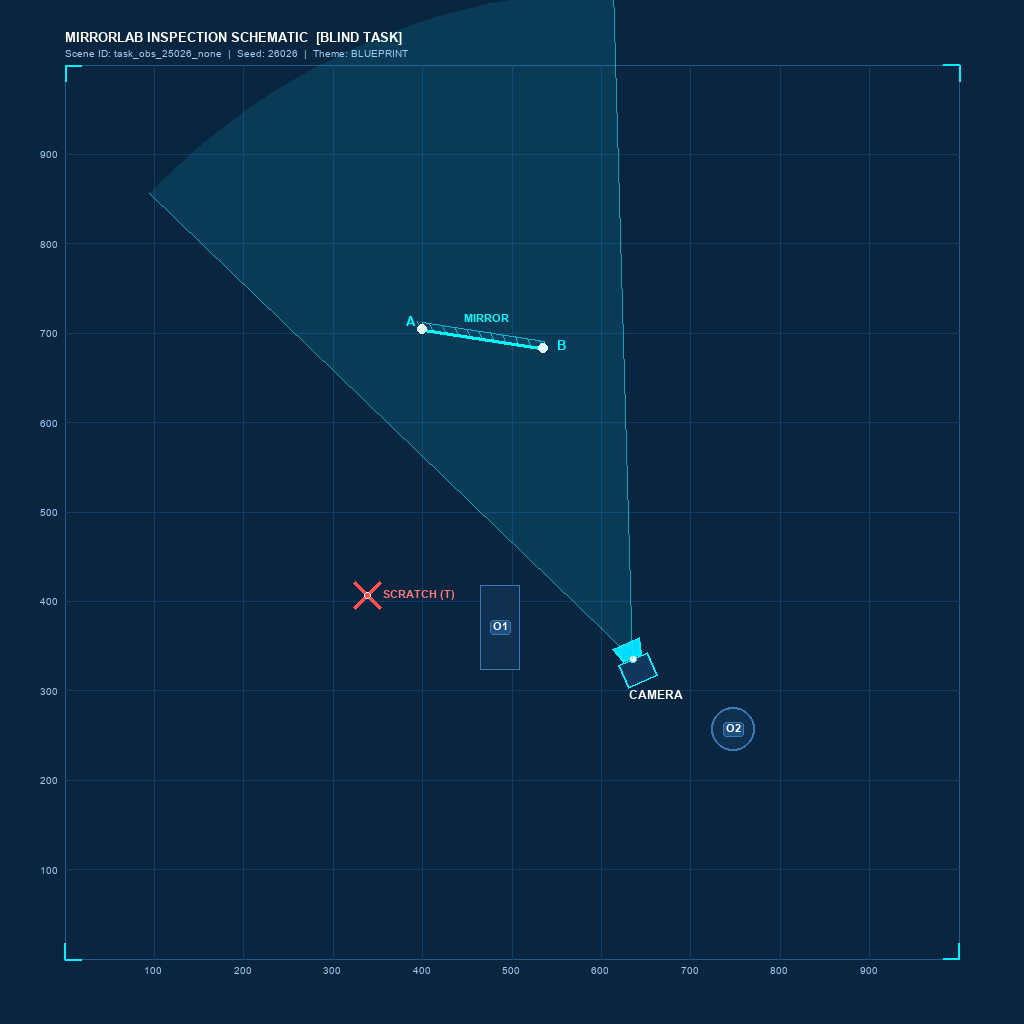 MIRRORLAB INSPECTION SCHEMATIC [BLIND TASK]
Scene ID: task_obs_25026_none | Seed: 26026 | Theme: BLUEPRINT
900
800
A
MIRROR
700
B
600
500
400
SCRATCH (T)
O1
300
CAMERA
O2
200
100
100 200 300 400 500 600 700 800 900